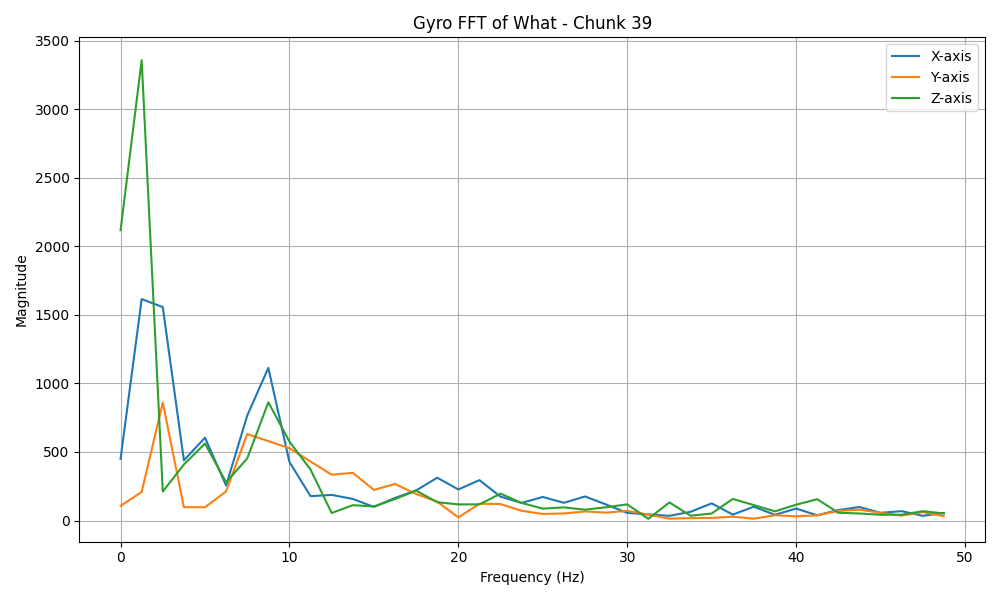 Gyro FFT of What - Chunk 39
3500
3000
2500
2000
1500
1000
500
0
Magnitude
X-axis
Y-axis
Z-axis
0 10 20 30 40 50
Frequency (Hz)